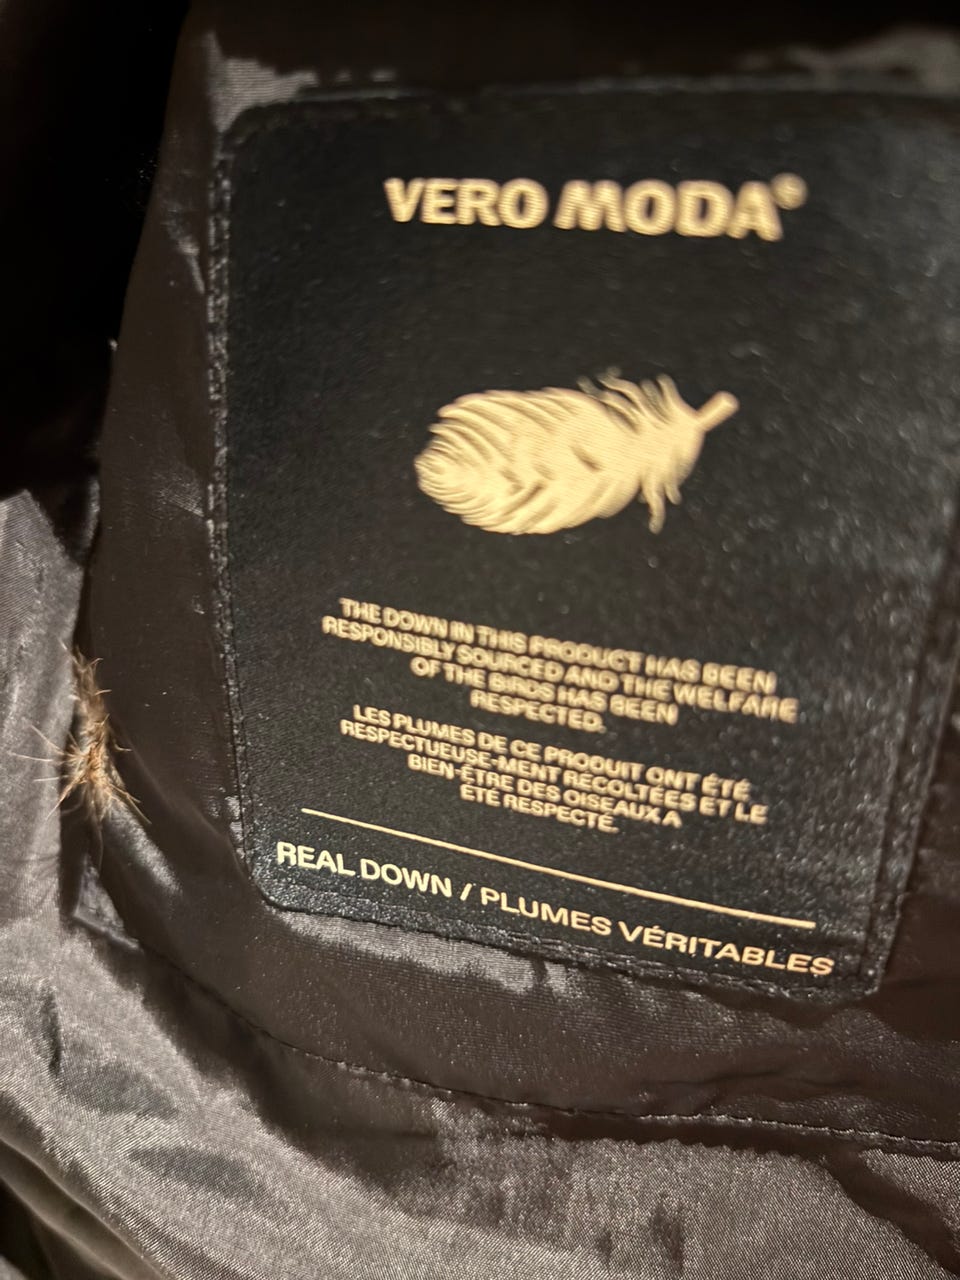 VERO MODA®
THE DOWN IN THIS PRODUCT HAS BEEN
RESPONSIBLY SOURCED AND THE WELFARE
OF THE BIRDS HAS BEEN
RESPECTED.
LES PLUMES DE CE PRODUIT ONT ÉTÉ
RESPECTUEUSE-MENT RÉCOLTÉES ET LE
BIEN-ÊTRE DES OISEAUX A
ÉTÉ RESPECTÉ.
REAL DOWN / PLUMES VÉRITABLES